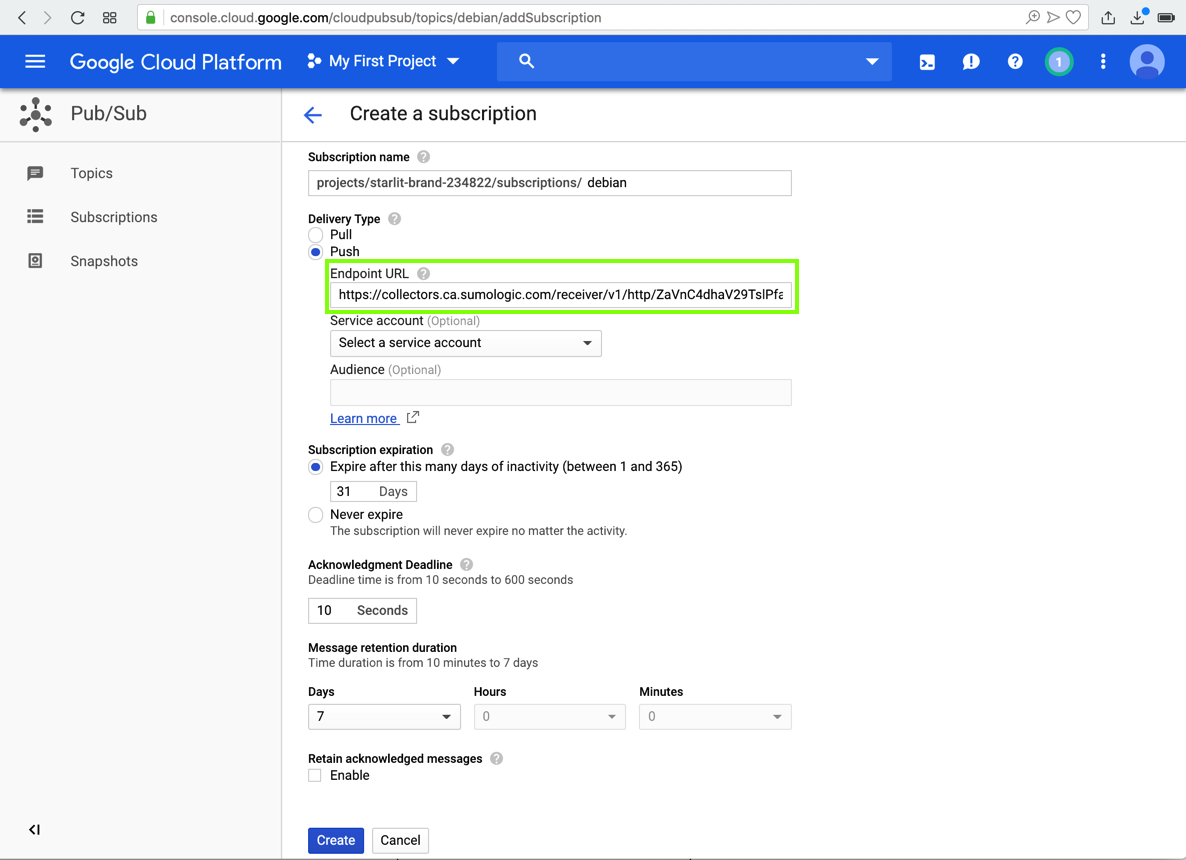 console.cloud.google.com/cloudpubsub/topics/debian/addSubscription
Google Cloud Platform
My First Project
1
Pub/Sub
Create a subscription
Topics
Subscriptions
Snapshots
Subscription name
projects/starlit-brand-234822/subscriptions/ debian
Delivery Type
Pull
Push
Endpoint URL
https://collectors.ca.sumologic.com/receiver/v1/http/ZaVnC4dhaV29TslPfa
Service account (Optional)
Select a service account
Audience (Optional)
Learn more
Subscription expiration
Expire after this many days of inactivity (between 1 and 365)
31 Days
Never expire
The subscription will never expire no matter the activity.
Acknowledgment Deadline
Deadline time is from 10 seconds to 600 seconds
10 Seconds
Message retention duration
Time duration is from 10 minutes to 7 days
Days Hours Minutes
7 0 0
Retain acknowledged messages
Enable
Create Cancel